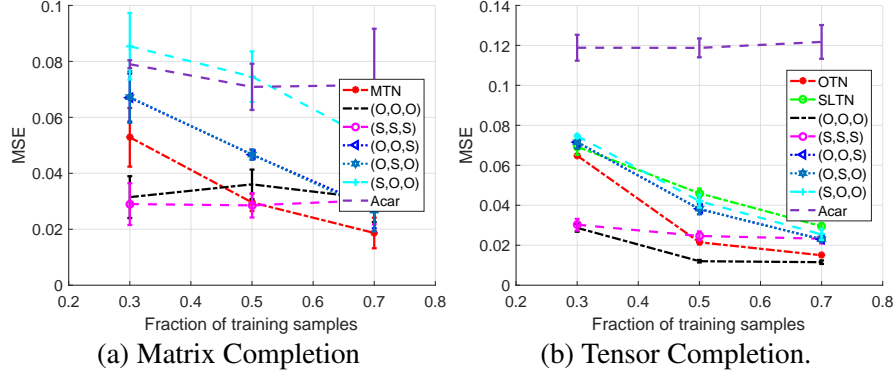 0.1
0.08
0.06
0.04
0.02
0
MSE
0.2 0.3 0.4 0.5 0.6 0.7 0.8
Fraction of training samples
MTN
(O,O,O)
(S,S,S)
(O,O,S)
(O,S,O)
(S,O,O)
Acar
(a) Matrix Completion
0.14
0.12
0.1
0.08
0.06
0.04
0.02
0
MSE
0.2 0.3 0.4 0.5 0.6 0.7 0.8
Fraction of training samples
OTN
SLTN
(O,O,O)
(S,S,S)
(O,O,S)
(O,S,O)
(S,O,O)
Acar
(b) Tensor Completion.